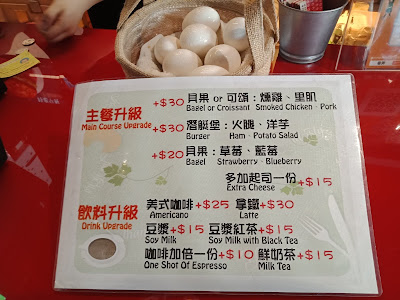 主餐升級
Main Course Upgrade
+$30 貝果 or 可頌：燻雞、里肌
Bagel or Croissant Smoked Chicken、Pork
+$30 潛艇堡：火腿、洋芋
Burger Ham、Potato Salad
+$20 貝果：草莓、藍莓
Bagel Strawberry、Blueberry
多加起司一份 +$15
Extra Cheese
飲料升級
Drink Upgrade
美式咖啡+$25 拿鐵+$30
Americano Latte
豆漿+$15 豆漿紅茶+$15
Soy Milk Soy Milk with Black Tea
咖啡加倍一份+$10 鮮奶茶+$15
One Shot Of Espresso Milk Tea